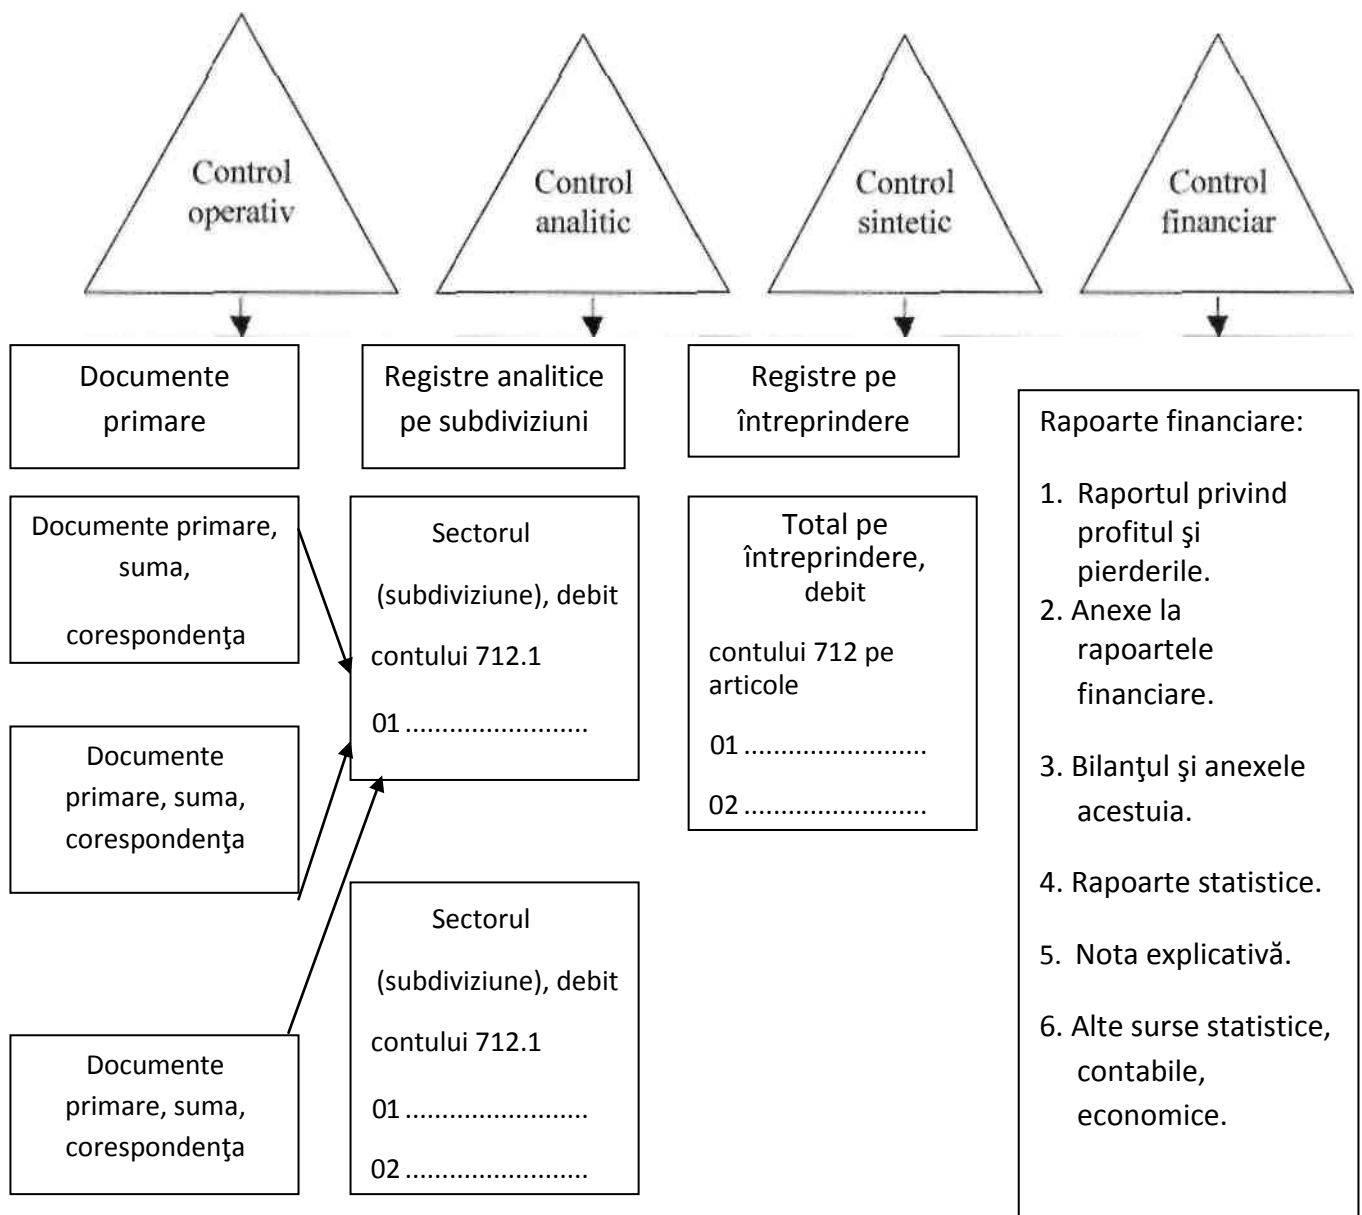 Control
operativ
Control
analitic
Control
sintetic
Control
financiar
Documente
primare
Registre analitice
pe subdiviziuni
Registre pe
întreprindere
Documente primare,
suma,
corespondenţa
Documente
primare, suma,
corespondenţa
Documente
primare, suma,
corespondenţa
Sectorul
(subdiviziune), debit
contului 712.1
01 ........................
Sectorul
(subdiviziune), debit
contului 712.1
01 ........................
02 ........................
Total pe
întreprindere,
debit
contului 712 pe
articole
01 ........................
02 ........................
Rapoarte financiare:
1. Raportul privind
profitul şi
pierderile.
2. Anexe la
rapoartele
financiare.
3. Bilanţul şi anexele
acestuia.
4. Rapoarte statistice.
5. Nota explicativă.
6. Alte surse statistice,
contabile,
economice.